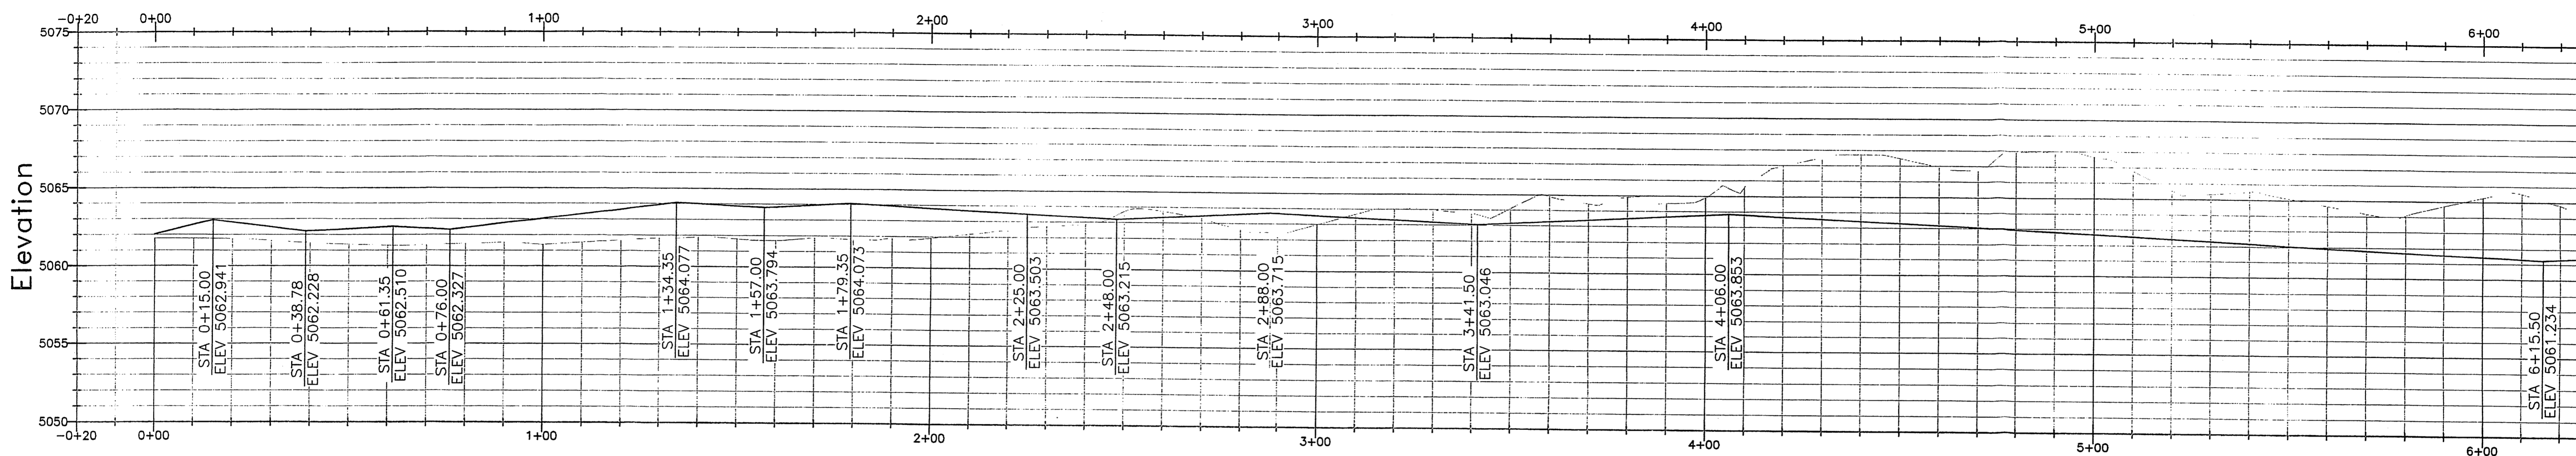 -0+20 0+00 1+00 2+00 3+00 4+00 5+00 6+00
5075
5070
5065
5060
5055
5050
Elevation
STA 0+15.00
ELEV 5062.941
STA 0+38.78
ELEV 5062.228
STA 0+61.35
ELEV 5062.510
STA 0+76.00
ELEV 5062.327
STA 1+34.35
ELEV 5064.077
STA 1+57.00
ELEV 5063.794
STA 1+79.35
ELEV 5064.073
STA 2+25.00
ELEV 5063.503
STA 2+48.00
ELEV 5063.215
STA 2+88.00
ELEV 5063.715
STA 3+41.50
ELEV 5063.046
STA 4+06.00
ELEV 5063.853
STA 6+15.50
ELEV 5061.234
-0+20 0+00 1+00 2+00 3+00 4+00 5+00 6+00